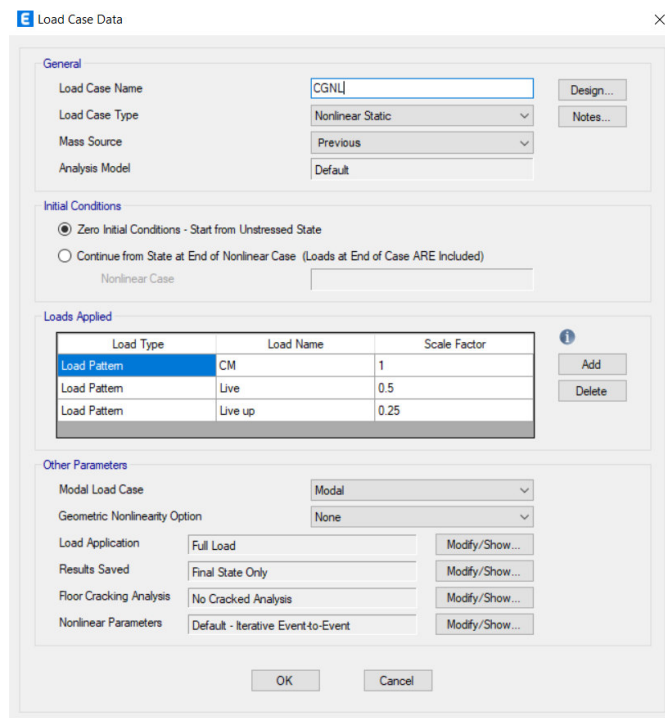 E Load Case Data
General
Load Case Name CGNL Design...
Load Case Type Nonlinear Static Notes...
Mass Source Previous
Analysis Model Default
Initial Conditions
Zero Initial Conditions - Start from Unstressed State
Continue from State at End of Nonlinear Case (Loads at End of Case ARE Included)
Nonlinear Case
Loads Applied
Load Type Load Name Scale Factor
Load Pattern CM 1 Add
Load Pattern Live 0.5 Delete
Load Pattern Live up 0.25
Other Parameters
Modal Load Case Modal
Geometric Nonlinearity Option None
Load Application Full Load Modify/Show...
Results Saved Final State Only Modify/Show...
Floor Cracking Analysis No Cracked Analysis Modify/Show...
Nonlinear Parameters Default - Iterative Event-to-Event Modify/Show...
OK Cancel